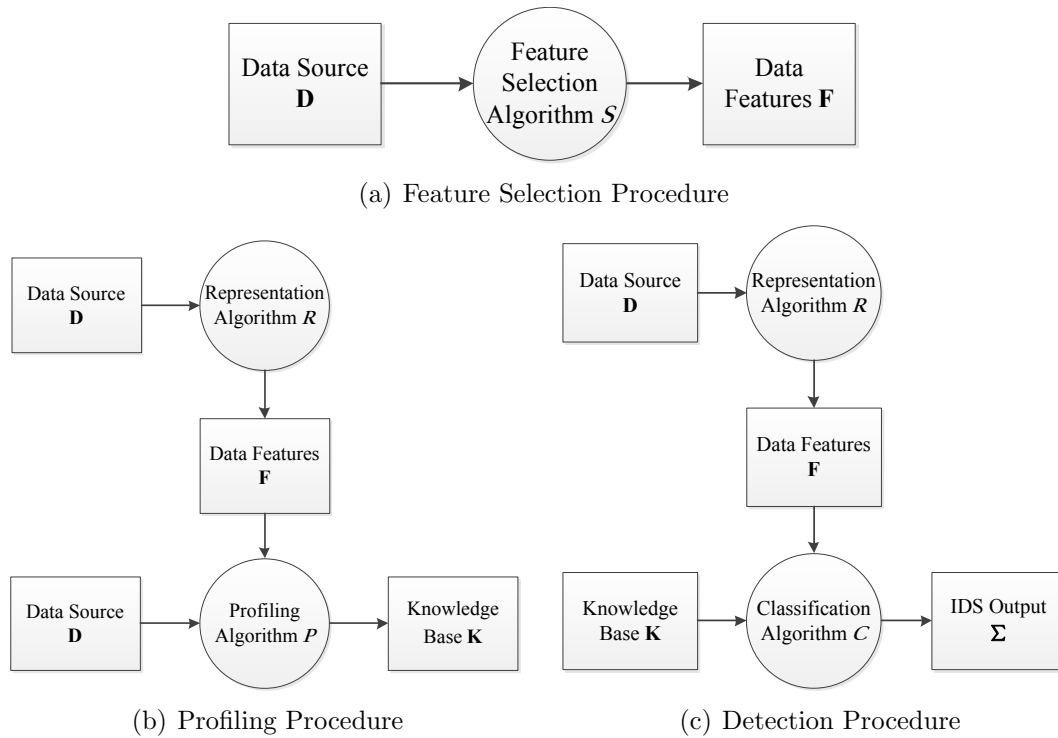 Data Source
D
Feature
Selection
Algorithm S
Data
Features F
(a) Feature Selection Procedure
Data Source
D
Representation
Algorithm R
Data Features
F
Data Source
D
Profiling
Algorithm P
Knowledge
Base K
(b) Profiling Procedure
Data Source
D
Representation
Algorithm R
Data Features
F
Knowledge
Base K
Classification
Algorithm C
IDS Output
Σ
(c) Detection Procedure